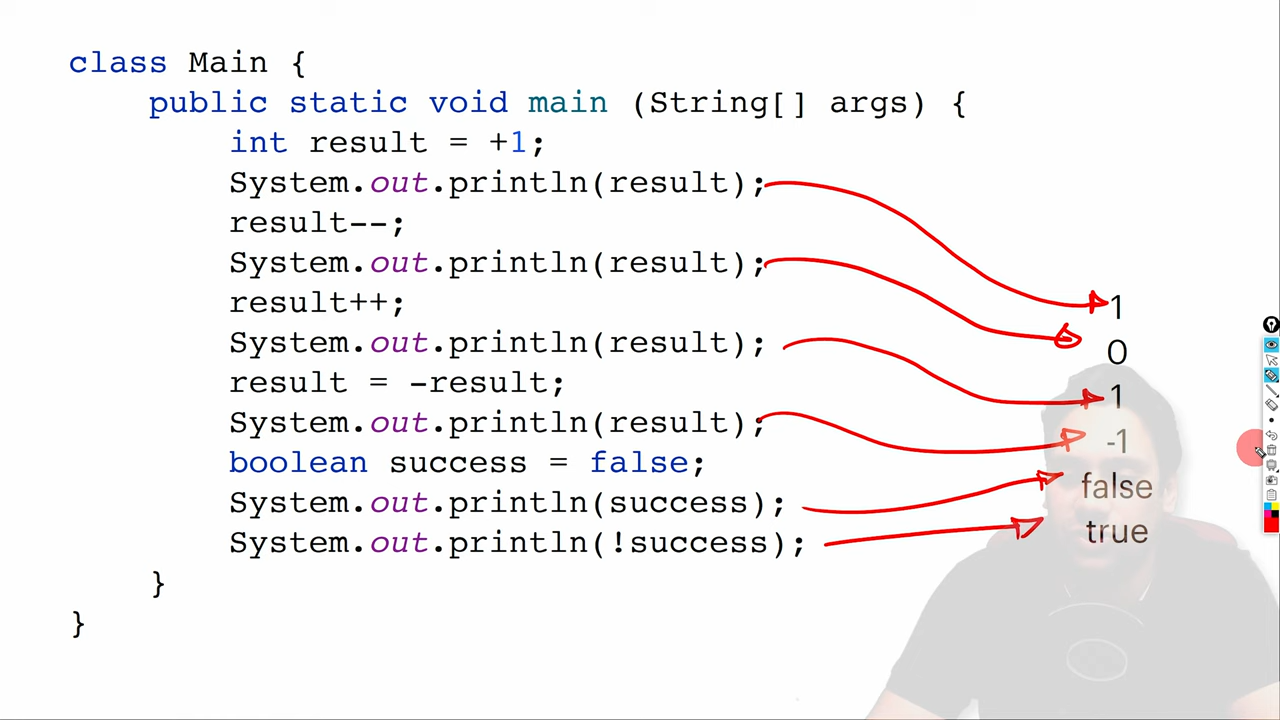 class Main {
public static void main (String[] args) {
int result = +1;
System.out.println(result);
result--;
System.out.println(result);
result++;
System.out.println(result);
result = -result;
System.out.println(result);
boolean success = false;
System.out.println(success);
System.out.println(!success);
}
}
1
0
1
-1
false
true